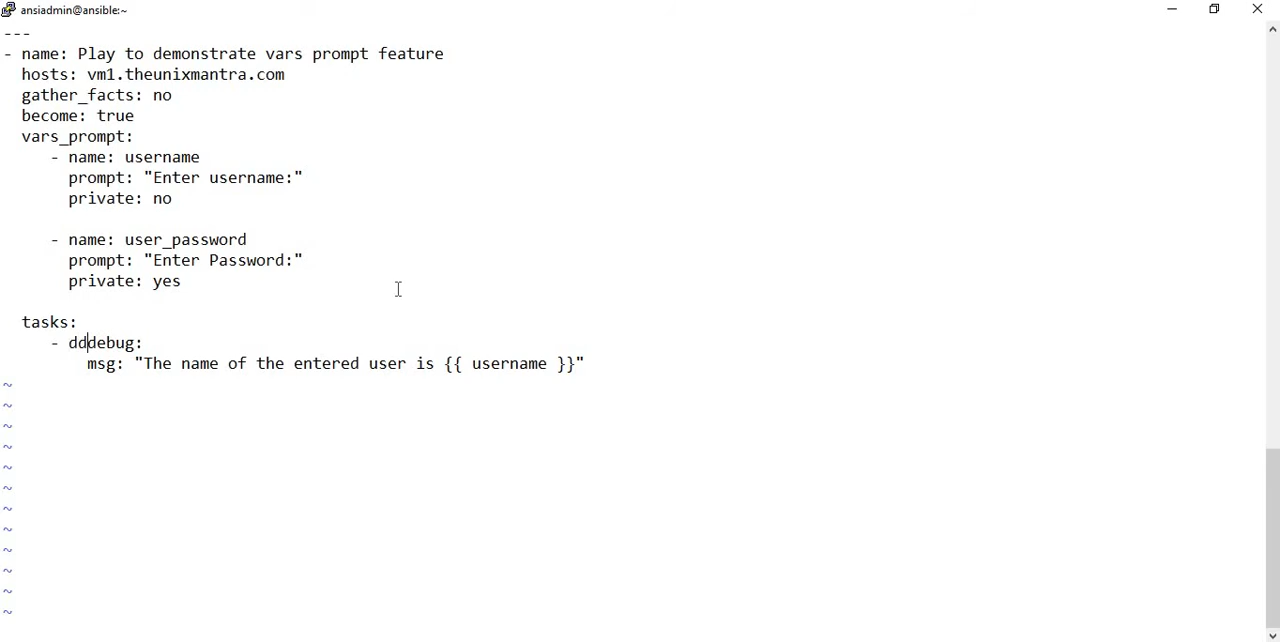 ansiadmin@ansible:~
---
- name: Play to demonstrate vars prompt feature
  hosts: vm1.theunixmantra.com
  gather_facts: no
  become: true
  vars_prompt:
     - name: username
       prompt: "Enter username:"
       private: no
     - name: user_password
       prompt: "Enter Password:"
       private: yes
  tasks:
     - dddebug:
         msg: "The name of the entered user is {{ username }}"
~
~
~
~
~
~
~
~
~
~
~
~